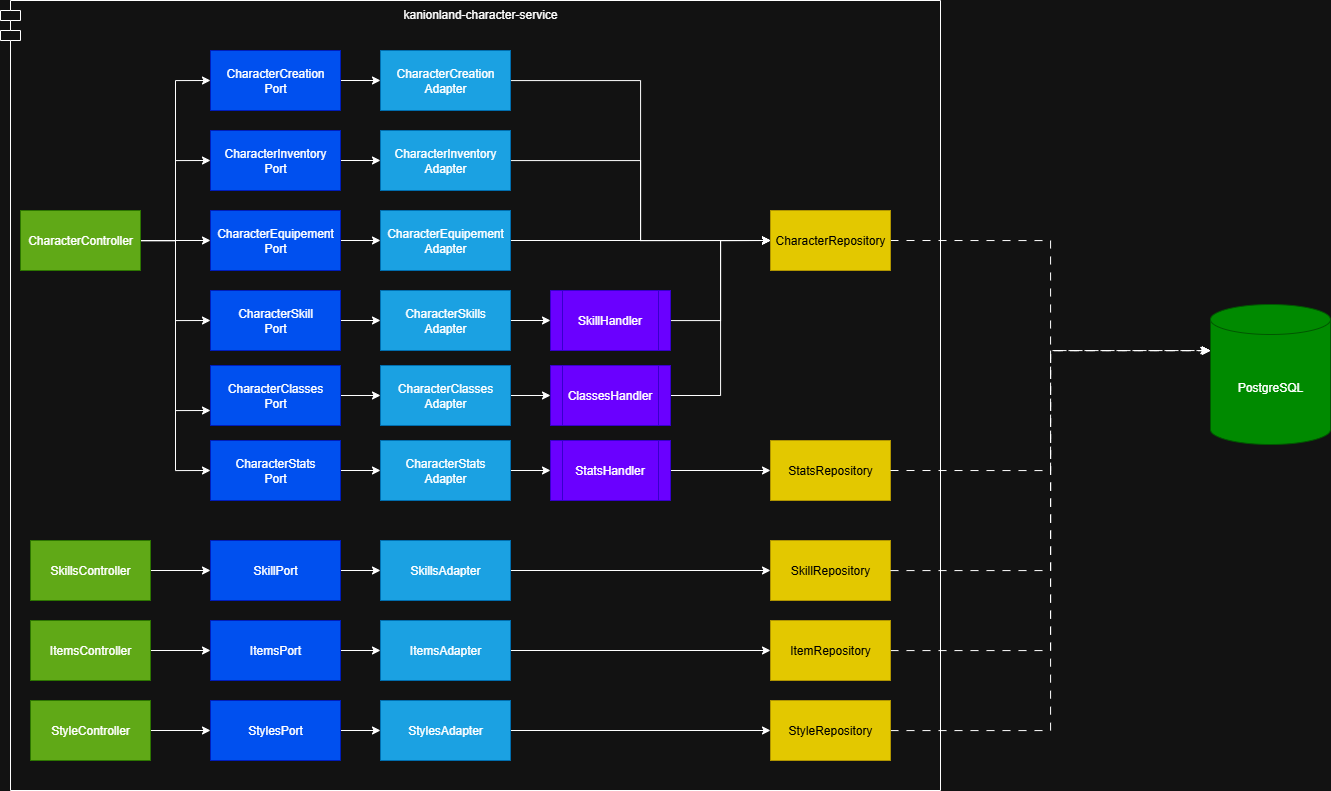 kanionland-character-service
CharacterCreation
Port
CharacterCreation
Adapter
CharacterInventory
Port
CharacterInventory
Adapter
CharacterController
CharacterEquipement
Port
CharacterEquipement
Adapter
CharacterRepository
CharacterSkill
Port
CharacterSkills
Adapter
SkillHandler
CharacterClasses
Port
CharacterClasses
Adapter
ClassesHandler
PostgreSQL
CharacterStats
Port
CharacterStats
Adapter
StatsHandler
StatsRepository
SkillsController
SkillPort
SkillsAdapter
SkillRepository
ItemsController
ItemsPort
ItemsAdapter
ItemRepository
StyleController
StylesPort
StylesAdapter
StyleRepository